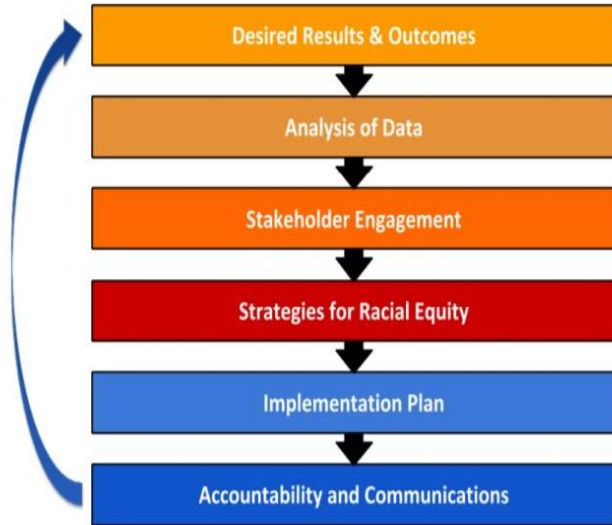 Desired Results & Outcomes
Analysis of Data
Stakeholder Engagement
Strategies for Racial Equity
Implementation Plan
Accountability and Communications